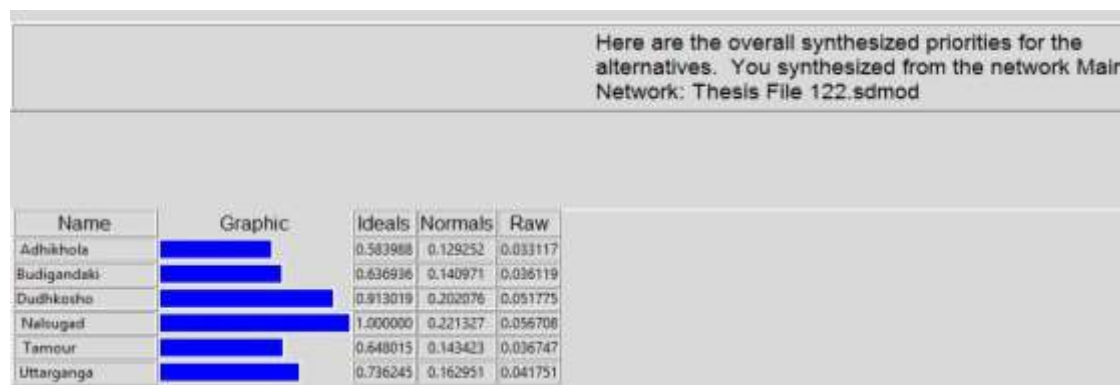 Here are the overall synthesized priorities for the
alternatives. You synthesized from the network Main
Network: Thesis File 122.sdmod
Name Graphic Ideals Normals Raw
Adhikhola 0.583988 0.129252 0.033117
Budigandaki 0.636936 0.140971 0.036119
Dudhkosho 0.913019 0.202076 0.051775
Nalsugad 1.000000 0.221327 0.056708
Tamour 0.648015 0.143423 0.036747
Uttarganga 0.736245 0.162951 0.041751